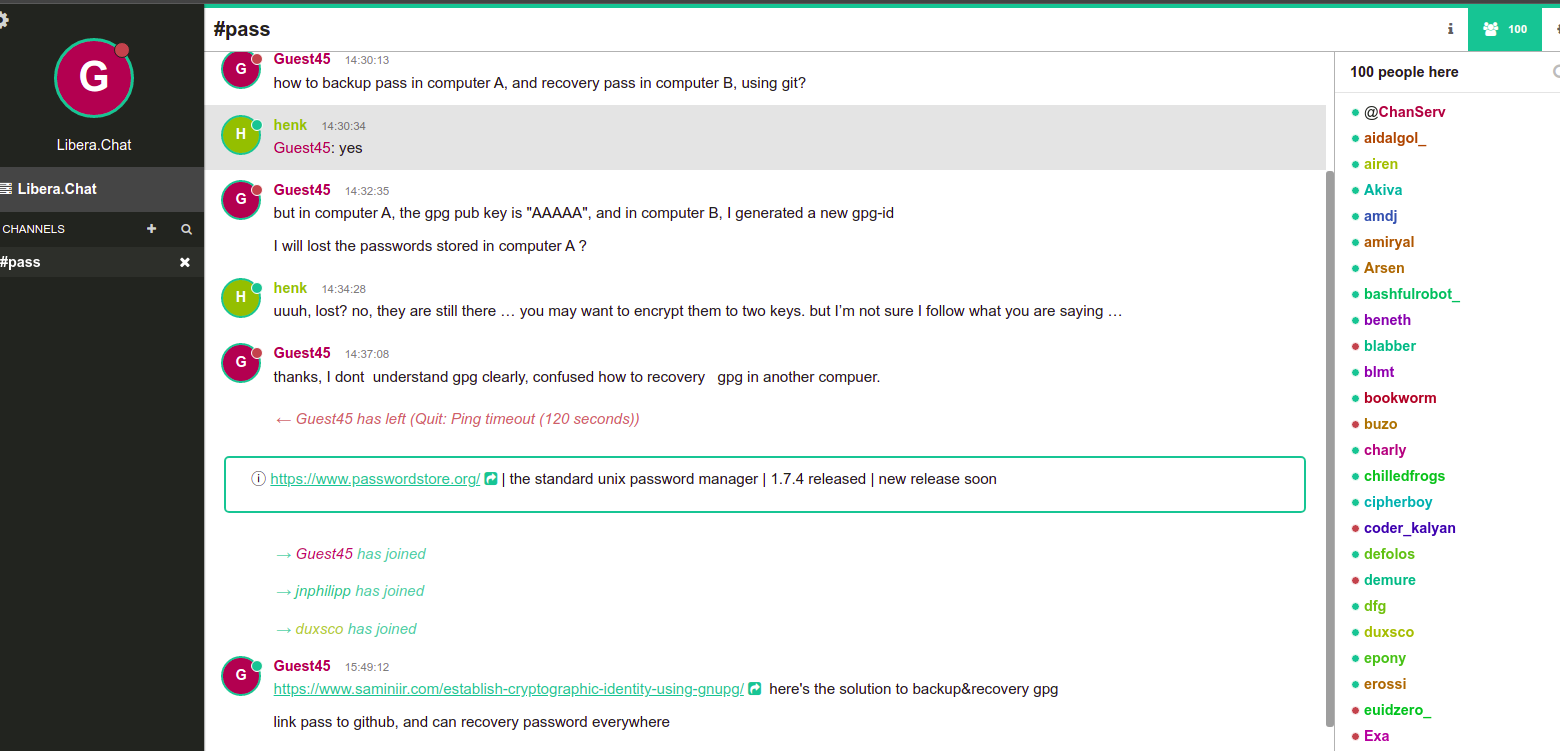 G
Libera.Chat
Libera.Chat
CHANNELS
#pass
#pass
100
Guest45 14:30:13
G
how to backup pass in computer A, and recovery pass in computer B, using git?
henk 14:30:34
H
Guest45: yes
Guest45 14:32:35
G
but in computer A, the gpg pub key is "AAAAA", and in computer B, I generated a new gpg-id
I will lost the passwords stored in computer A ?
henk 14:34:28
H
uuuh, lost? no, they are still there … you may want to encrypt them to two keys. but I’m not sure I follow what you are saying …
Guest45 14:37:08
G
thanks, I dont  understand gpg clearly, confused how to recovery   gpg in another compuer.
← Guest45 has left (Quit: Ping timeout (120 seconds))
https://www.passwordstore.org/ | the standard unix password manager | 1.7.4 released | new release soon
→ Guest45 has joined
→ jnphilipp has joined
→ duxsco has joined
Guest45 15:49:12
G
https://www.saminiir.com/establish-cryptographic-identity-using-gnupg/ here's the solution to backup&recovery gpg
link pass to github, and can recovery password everywhere
100 people here
@ChanServ
aidalgol_
airen
Akiva
amdj
amiryal
Arsen
bashfulrobot_
beneth
blabber
blmt
bookworm
buzo
charly
chilledfrogs
cipherboy
coder_kalyan
defolos
demure
dfg
duxsco
epony
erossi
euidzero_
Exa